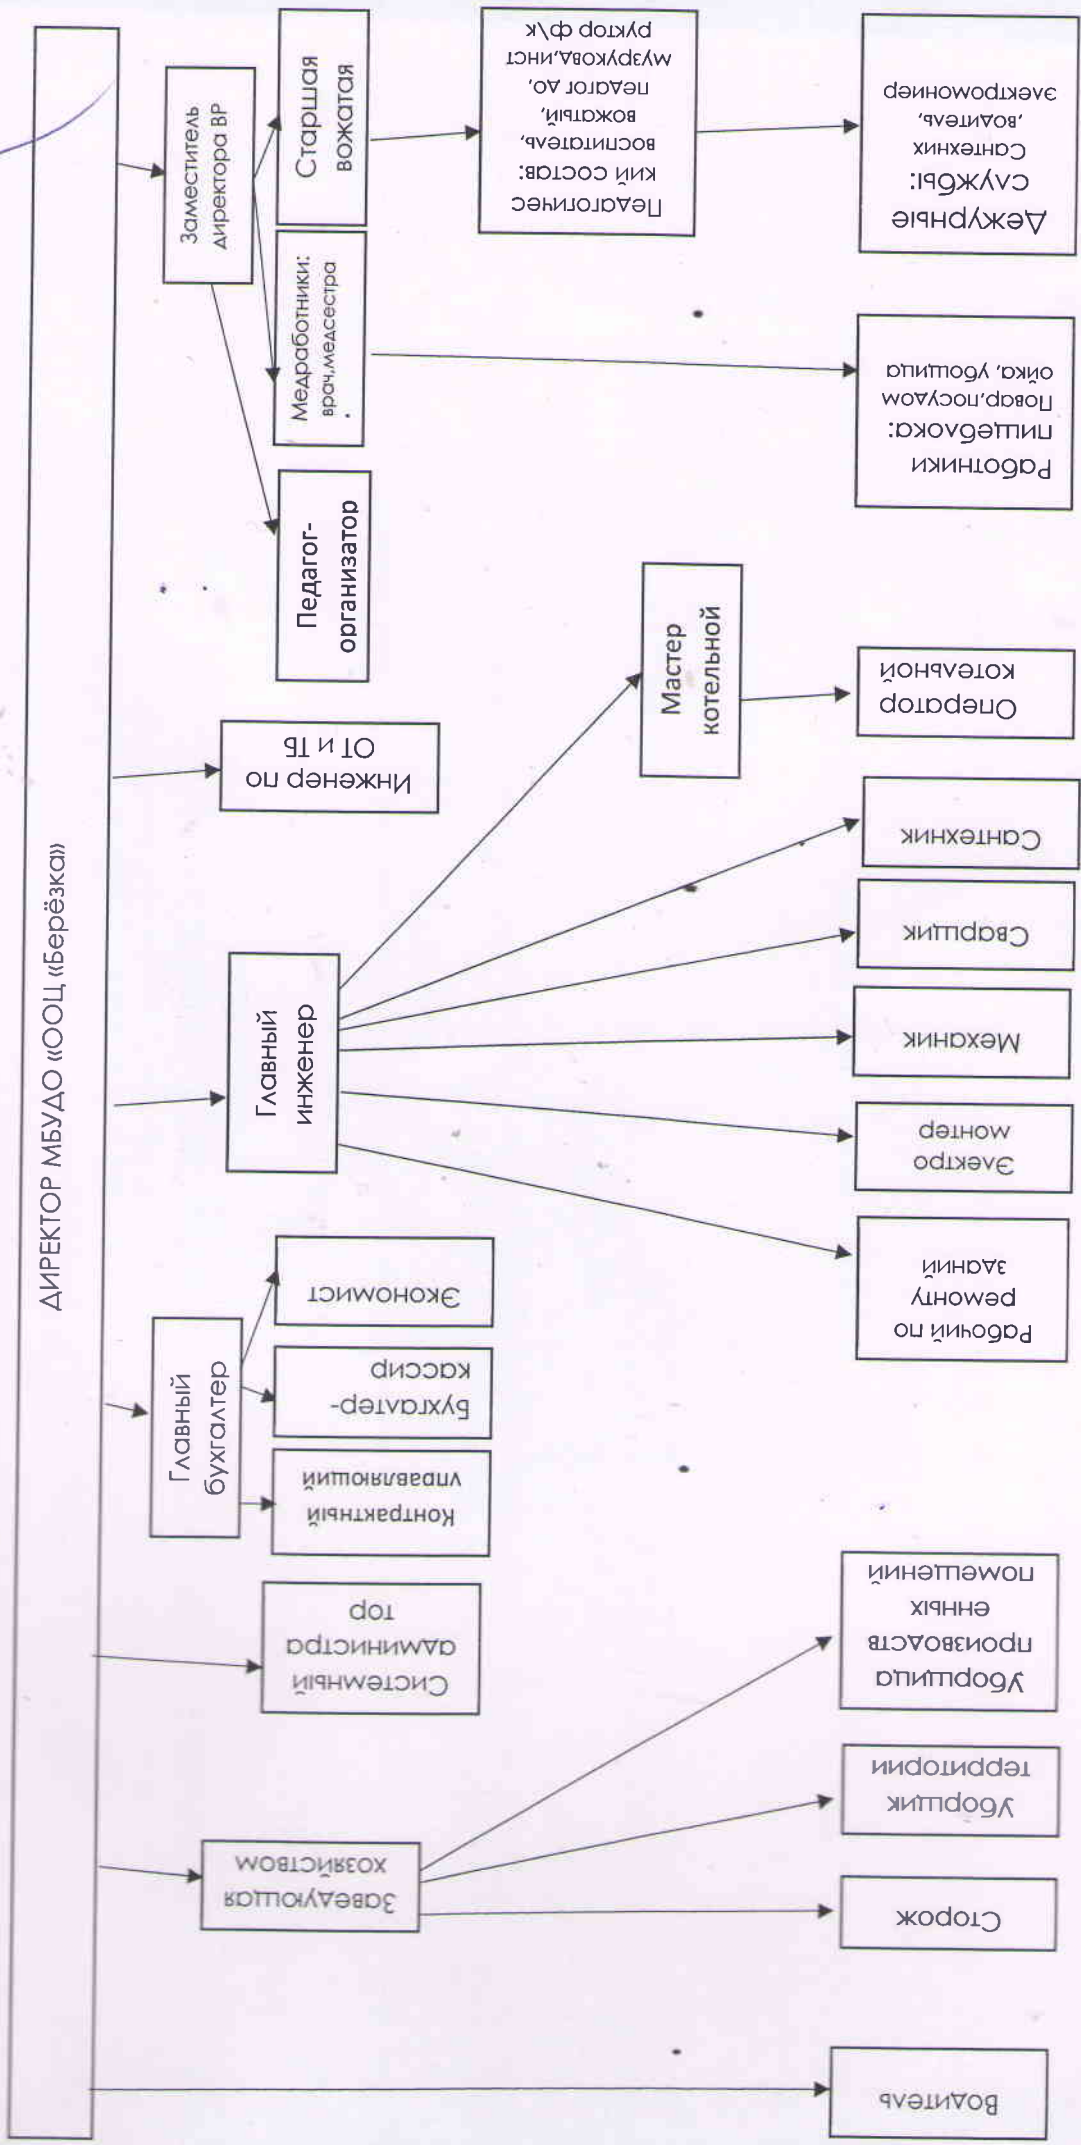 ДИРЕКТОР МБУДО «ООЦ «Берёзка»
Водитель
Заведующая
хозяйством
Сторож
Уборщик
территории
Уборщица
производств
енных
помещений
Системный
администра
тор
Главный
бухгалтер
Контрактный
управляющий
Бухгалтер-
кассир
Экономист
Главный
инженер
Рабочий по
ремонту
зданий
Электро
монтер
Механик
Сварщик
Сантехник
Мастер
котельной
Оператор
котельной
Инженер по
ОТ и ТБ
Заместитель
директора ВР
Педагог-
организатор
Медработники:
врач,медсестра
.
Старшая
вожатая
Работники
пищеблока:
Повар,посудом
ойка, убощица
Педагогичес
кий состав:
воспитатель,
вожатый,
педагог до,
музрукова,инст
руктор ф/к
Дежурные
службы:
Сантехник
,водитель,
электромониер